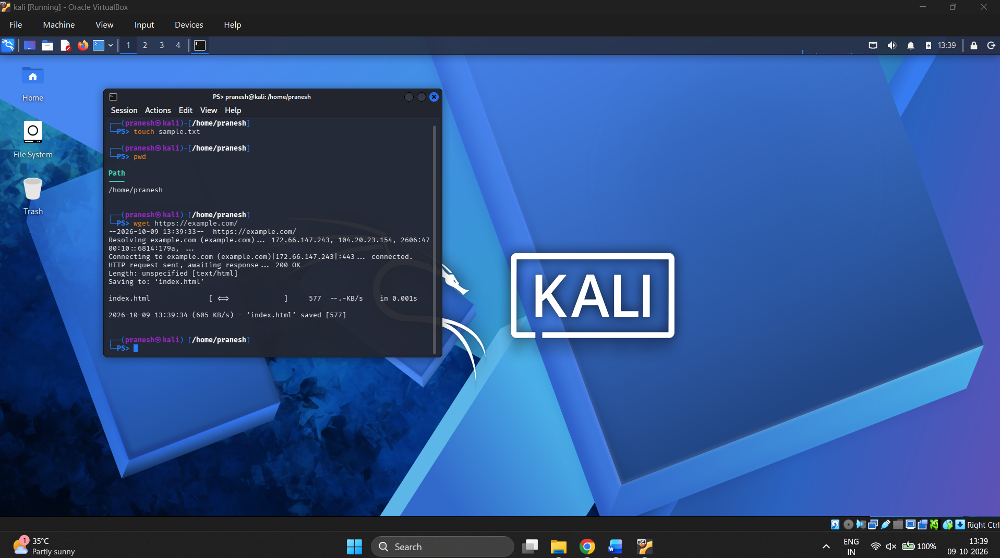 kali [Running] - Oracle VirtualBox
File Machine View Input Devices Help
1 2 3 4
13:39
Home
File System
Trash
PS> pranesh@kali: /home/pranesh
Session Actions Edit View Help
┌──(pranesh㉿kali)-[/home/pranesh]
└─PS> touch sample.txt
┌──(pranesh㉿kali)-[/home/pranesh]
└─PS> pwd
Path
/home/pranesh
┌──(pranesh㉿kali)-[/home/pranesh]
└─PS> wget https://example.com/
--2026-10-09 13:39:33-- https://example.com/
Resolving example.com (example.com)... 172.66.147.243, 104.20.23.154, 2606:47
00:10::6814:179a, ...
Connecting to example.com (example.com)|172.66.147.243|:443... connected.
HTTP request sent, awaiting response... 200 OK
Length: unspecified [text/html]
Saving to: ‘index.html’
index.html [ <=> ] 577 --.-KB/s in 0.001s
2026-10-09 13:39:34 (605 KB/s) - ‘index.html’ saved [577]
┌──(pranesh㉿kali)-[/home/pranesh]
└─PS>
KALI
Right Ctrl
1
35°C
Partly sunny
Search
ENG
IN
100%
13:39
09-10-2026